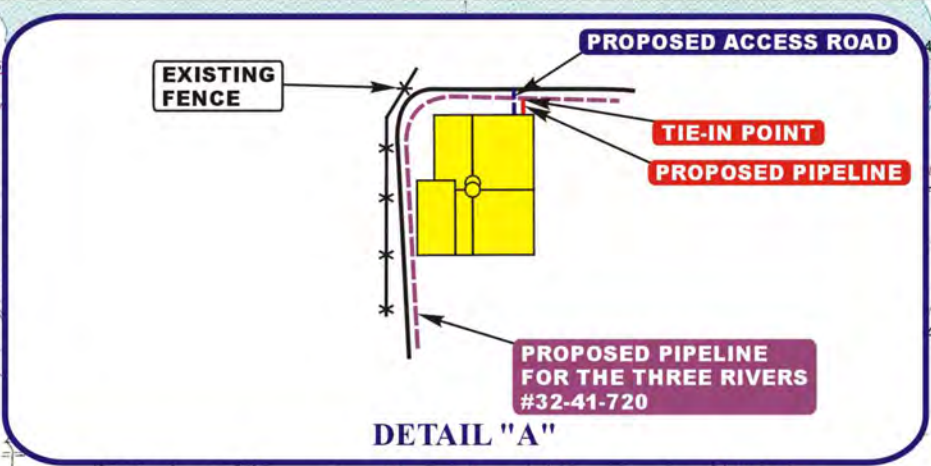 PROPOSED ACCESS ROAD
EXISTING
FENCE
TIE-IN POINT
PROPOSED PIPELINE
PROPOSED PIPELINE
FOR THE THREE RIVERS
#32-41-720
DETAIL "A"